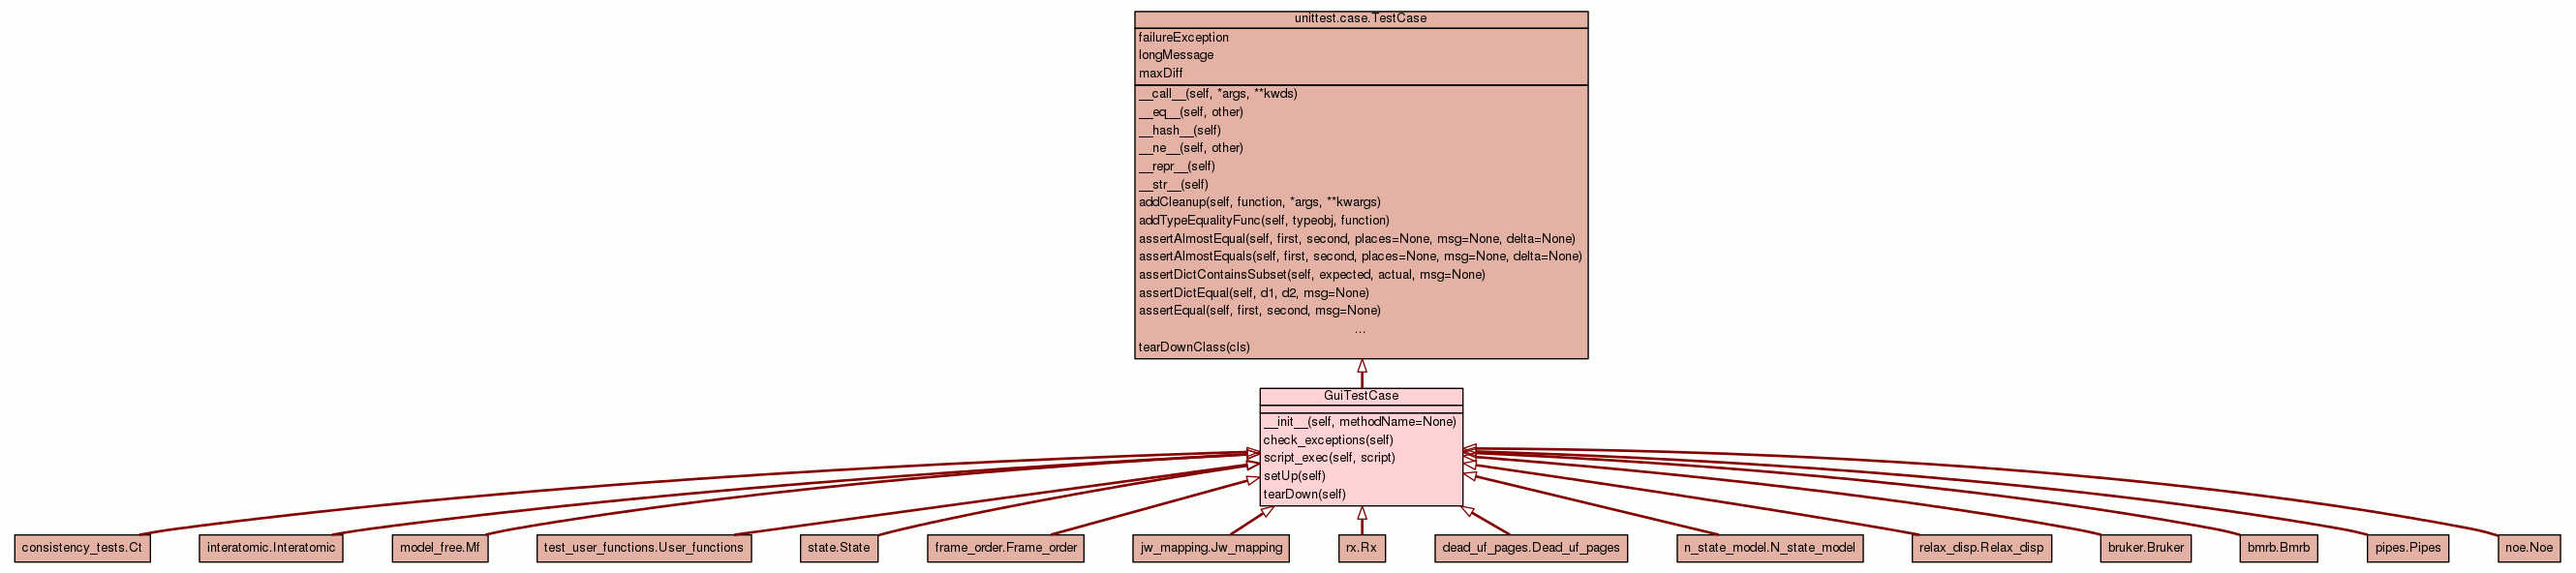 unittest.case.TestCase
failureException
longMessage
maxDiff
__call__(self, *args, **kwds)
__eq__(self, other)
__hash__(self)
__ne__(self, other)
__repr__(self)
__str__(self)
addCleanup(self, function, *args, **kwargs)
addTypeEqualityFunc(self, typeobj, function)
assertAlmostEqual(self, first, second, places=None, msg=None, delta=None)
assertAlmostEquals(self, first, second, places=None, msg=None, delta=None)
assertDictContainsSubset(self, expected, actual, msg=None)
assertDictEqual(self, d1, d2, msg=None)
assertEqual(self, first, second, msg=None)
...
tearDownClass(cls)
GuiTestCase
__init__(self, methodName=None)
check_exceptions(self)
script_exec(self, script)
setUp(self)
tearDown(self)
consistency_tests.Ct
interatomic.Interatomic
model_free.Mf
test_user_functions.User_functions
state.State
frame_order.Frame_order
jw_mapping.Jw_mapping
rx.Rx
dead_uf_pages.Dead_uf_pages
n_state_model.N_state_model
relax_disp.Relax_disp
bruker.Bruker
bmrb.Bmrb
pipes.Pipes
noe.Noe